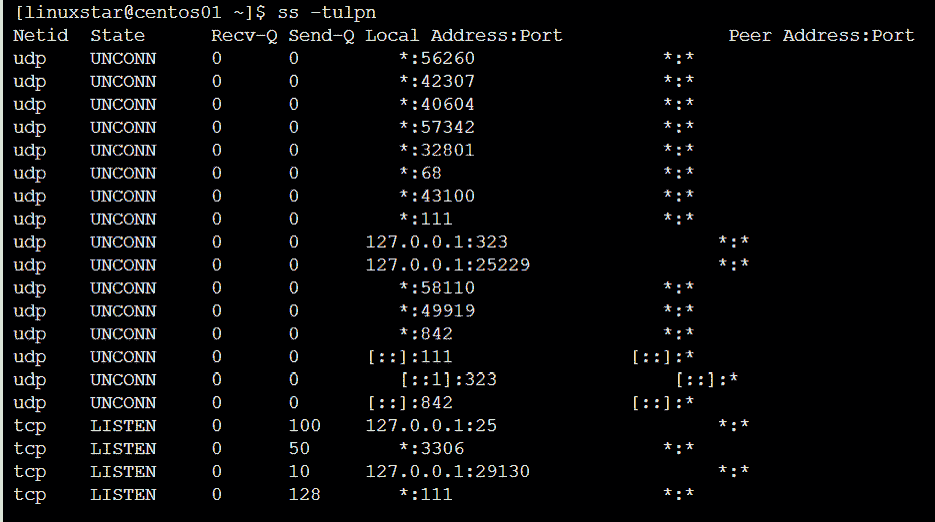 [linuxstar@centos01 ~]$ ss -tulpn
Netid State Recv-Q Send-Q Local Address:Port Peer Address:Port
udp UNCONN 0 0 *:56260 *:*
udp UNCONN 0 0 *:42307 *:*
udp UNCONN 0 0 *:40604 *:*
udp UNCONN 0 0 *:57342 *:*
udp UNCONN 0 0 *:32801 *:*
udp UNCONN 0 0 *:68 *:*
udp UNCONN 0 0 *:43100 *:*
udp UNCONN 0 0 *:111 *:*
udp UNCONN 0 0 127.0.0.1:323 *:*
udp UNCONN 0 0 127.0.0.1:25229 *:*
udp UNCONN 0 0 *:58110 *:*
udp UNCONN 0 0 *:49919 *:*
udp UNCONN 0 0 *:842 *:*
udp UNCONN 0 0 [::]:111 [::]:*
udp UNCONN 0 0 [::1]:323 [::]:*
udp UNCONN 0 0 [::]:842 [::]:*
tcp LISTEN 0 100 127.0.0.1:25 *:*
tcp LISTEN 0 50 *:3306 *:*
tcp LISTEN 0 10 127.0.0.1:29130 *:*
tcp LISTEN 0 128 *:111 *:*